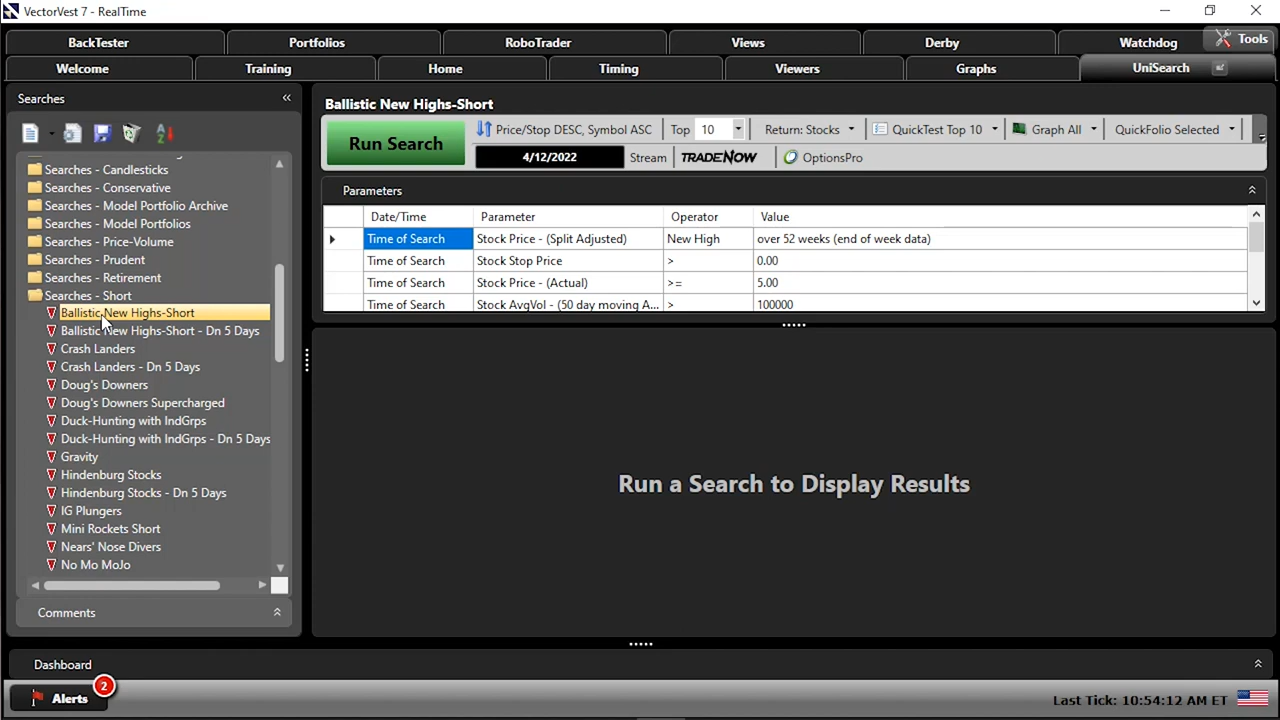 VectorVest 7 - RealTime
BackTester Portfolios RoboTrader Views Derby Watchdog Tools
Welcome Training Home Timing Viewers Graphs UniSearch
Searches
Searches - Candlesticks
Searches - Conservative
Searches - Model Portfolio Archive
Searches - Model Portfolios
Searches - Price-Volume
Searches - Prudent
Searches - Retirement
Searches - Short
Ballistic New Highs-Short
Ballistic New Highs-Short - Dn 5 Days
Crash Landers
Crash Landers - Dn 5 Days
Doug's Downers
Doug's Downers Supercharged
Duck-Hunting with IndGrps
Duck-Hunting with IndGrps - Dn 5 Days
Gravity
Hindenburg Stocks
Hindenburg Stocks - Dn 5 Days
IG Plungers
Mini Rockets Short
Nears' Nose Divers
No Mo MoJo
Comments
Ballistic New Highs-Short
Run Search
Price/Stop DESC, Symbol ASC Top 10 Return: Stocks QuickTest Top 10 Graph All QuickFolio Selected
4/12/2022 Stream TRADENOW OptionsPro
Parameters
Date/Time Parameter Operator Value
Time of Search Stock Price - (Split Adjusted) New High over 52 weeks (end of week data)
Time of Search Stock Stop Price > 0.00
Time of Search Stock Price - (Actual) >= 5.00
Time of Search Stock AvgVol - (50 day moving A... > 100000
Run a Search to Display Results
Dashboard
Alerts 2
Last Tick: 10:54:12 AM ET